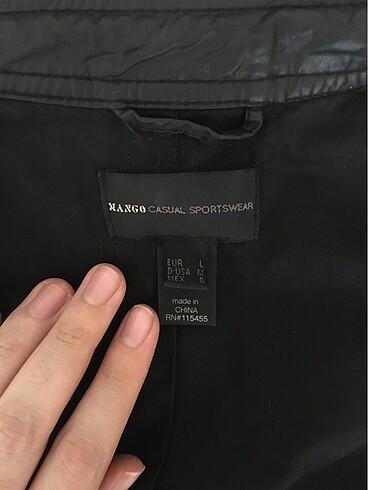 MANGO CASUAL SPORTSWEAR
EUR L
D-USA M
MEX G
made in
CHINA
RN#115455